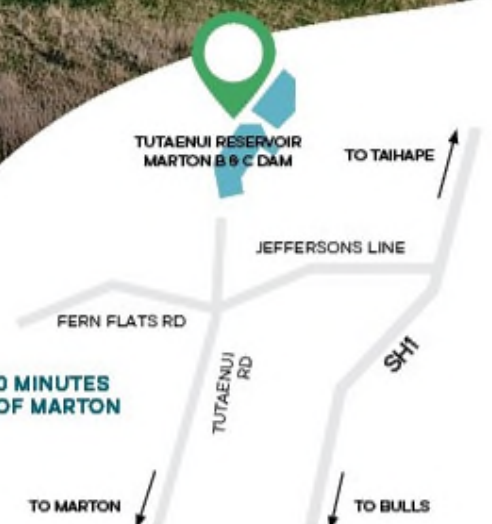 TUTAENUI RESERVOIR
MARTON B & C DAM
TO TAIHAPE
JEFFERSONS LINE
FERN FLATS RD
TUTAENUI
RD
SH1
0 MINUTES
OF MARTON
TO MARTON
TO BULLS